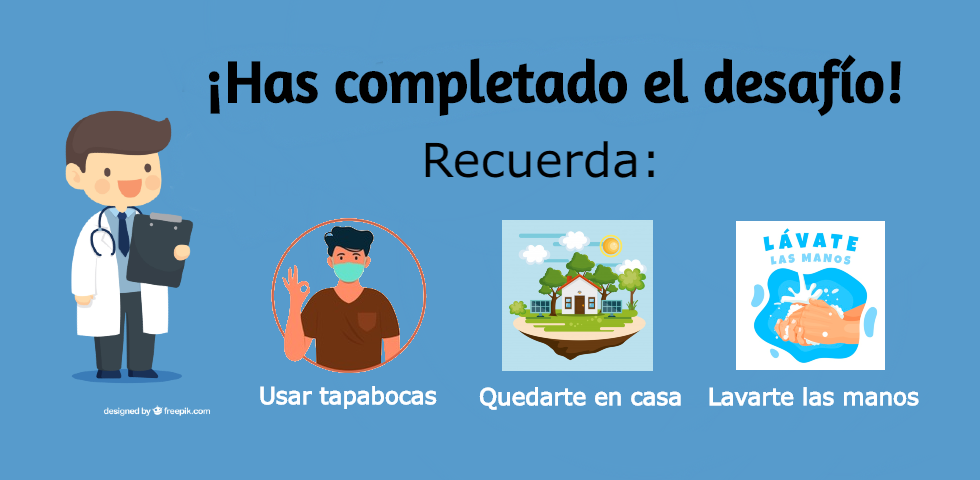 ¡Has completado el desafío!
Recuerda:
LÁVATE
LAS MANOS
Usar tapabocas
Quedarte en casa
Lavarte las manos
designed by freepik.com